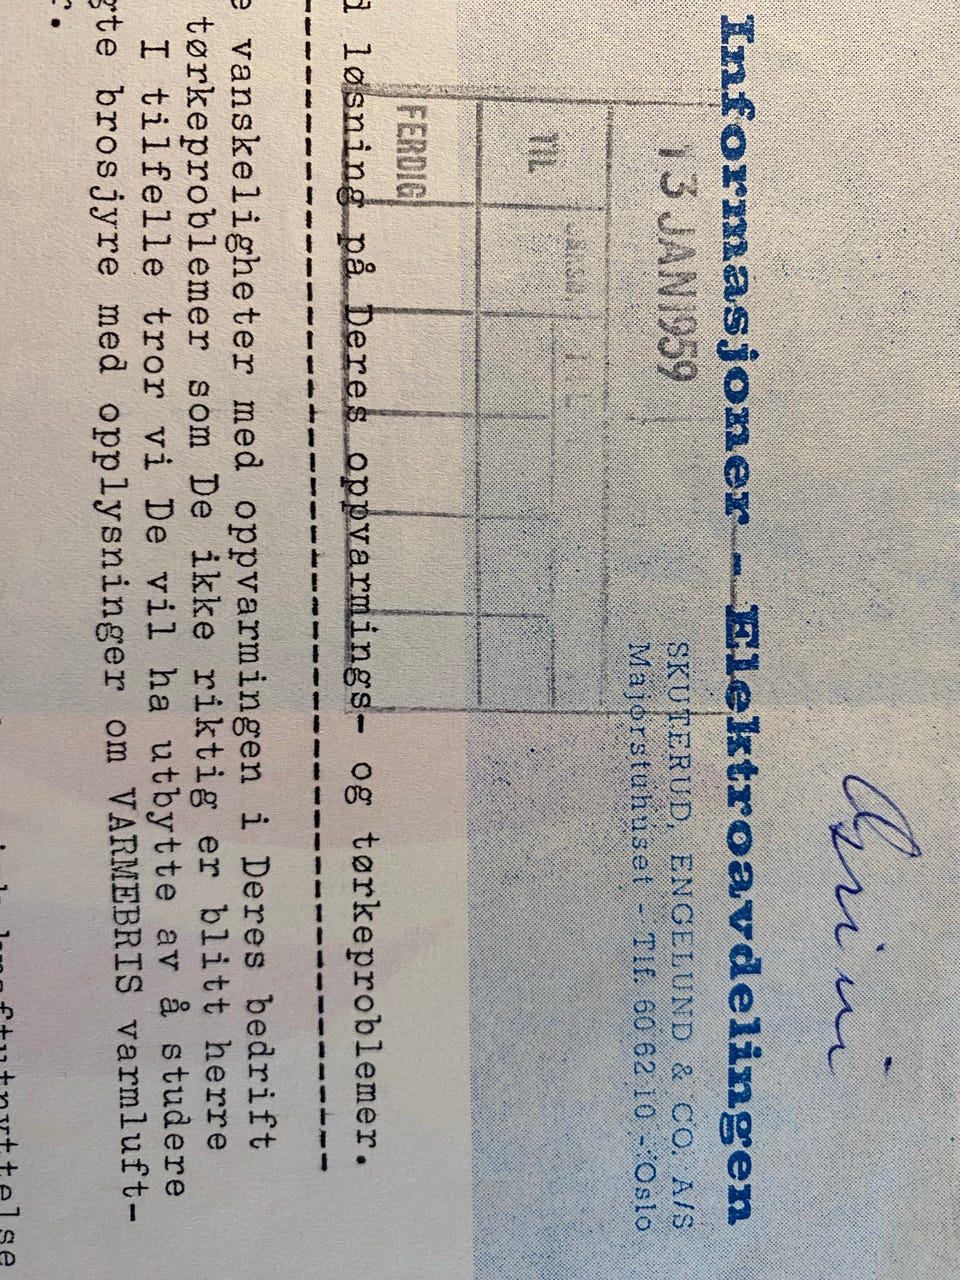 Informasjoner - Elektroavdelingen
SKUTERUD, ENGELUND & CO. A/S
Majorstuhuset - Tlf. 60 62 10 - Oslo
13 JAN 1959
TIL
FERDIG
løsning på Deres oppvarmings- og tørkeproblemer.
--------------------------------------------------
vanskeligheter med oppvarmingen i Deres bedrift
tørkeproblemer som De ikke riktig er blitt herre
I tilfelle tror vi De vil ha utbytte av å studere
gte brosjyre med opplysninger om VARMEBRIS varmluft-